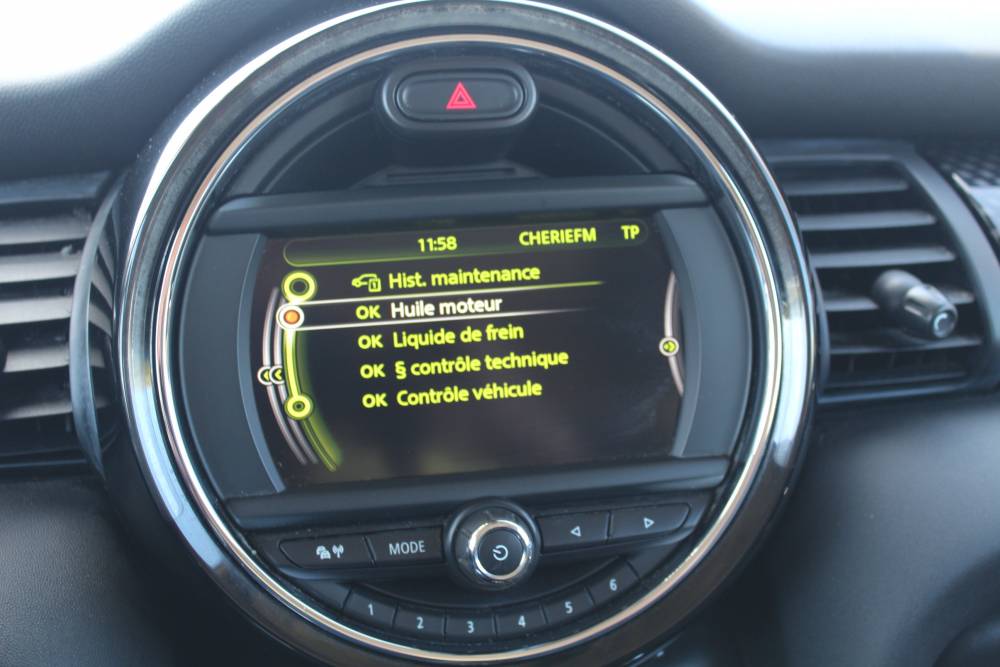 11:58 CHERIEFM TP
Hist. maintenance
OK Huile moteur
OK Liquide de frein
OK § contrôle technique
OK Contrôle véhicule
MODE
1 2 3 4 5 6